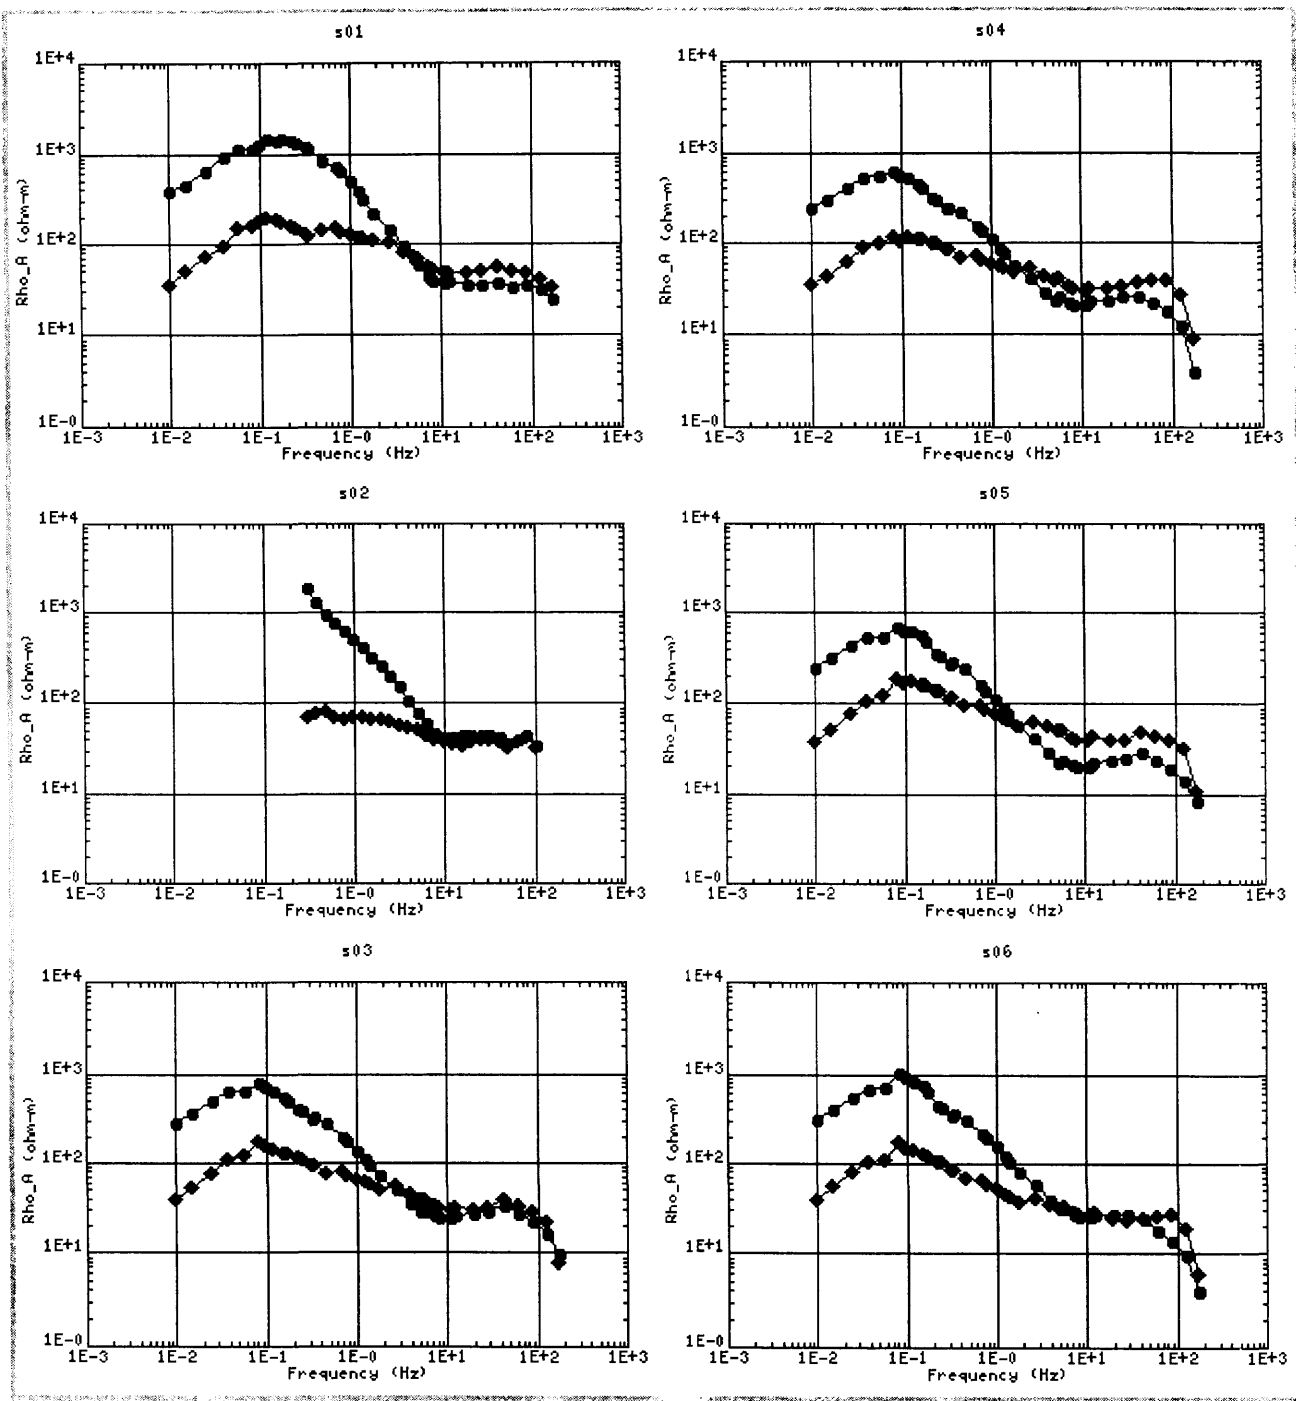 s01
1E+4
1E+3
1E+2
1E+1
1E-0
Rho_A (ohm-m)
1E-3 1E-2 1E-1 1E-0 1E+1 1E+2 1E+3
Frequency (Hz)
s04
1E+4
1E+3
1E+2
1E+1
1E-0
Rho_A (ohm-m)
1E-3 1E-2 1E-1 1E-0 1E+1 1E+2 1E+3
Frequency (Hz)
s02
1E+4
1E+3
1E+2
1E+1
1E-0
Rho_A (ohm-m)
1E-3 1E-2 1E-1 1E-0 1E+1 1E+2 1E+3
Frequency (Hz)
s05
1E+4
1E+3
1E+2
1E+1
1E-0
Rho_A (ohm-m)
1E-3 1E-2 1E-1 1E-0 1E+1 1E+2 1E+3
Frequency (Hz)
s03
1E+4
1E+3
1E+2
1E+1
1E-0
Rho_A (ohm-m)
1E-3 1E-2 1E-1 1E-0 1E+1 1E+2 1E+3
Frequency (Hz)
s06
1E+4
1E+3
1E+2
1E+1
1E-0
Rho_A (ohm-m)
1E-3 1E-2 1E-1 1E-0 1E+1 1E+2 1E+3
Frequency (Hz)